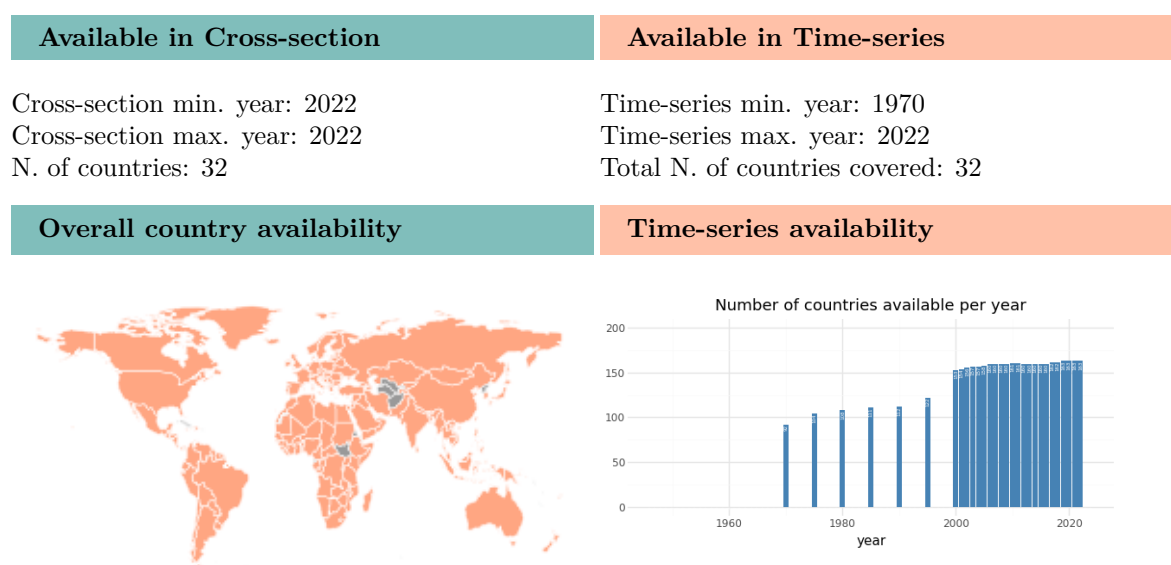 Available in Cross-section
Available in Time-series
Cross-section min. year: 2022
Cross-section max. year: 2022
N. of countries: 32
Time-series min. year: 1970
Time-series max. year: 2022
Total N. of countries covered: 32
Overall country availability
Time-series availability
Number of countries available per year
200
150
100
50
0
1960
1980
2000
2020
year